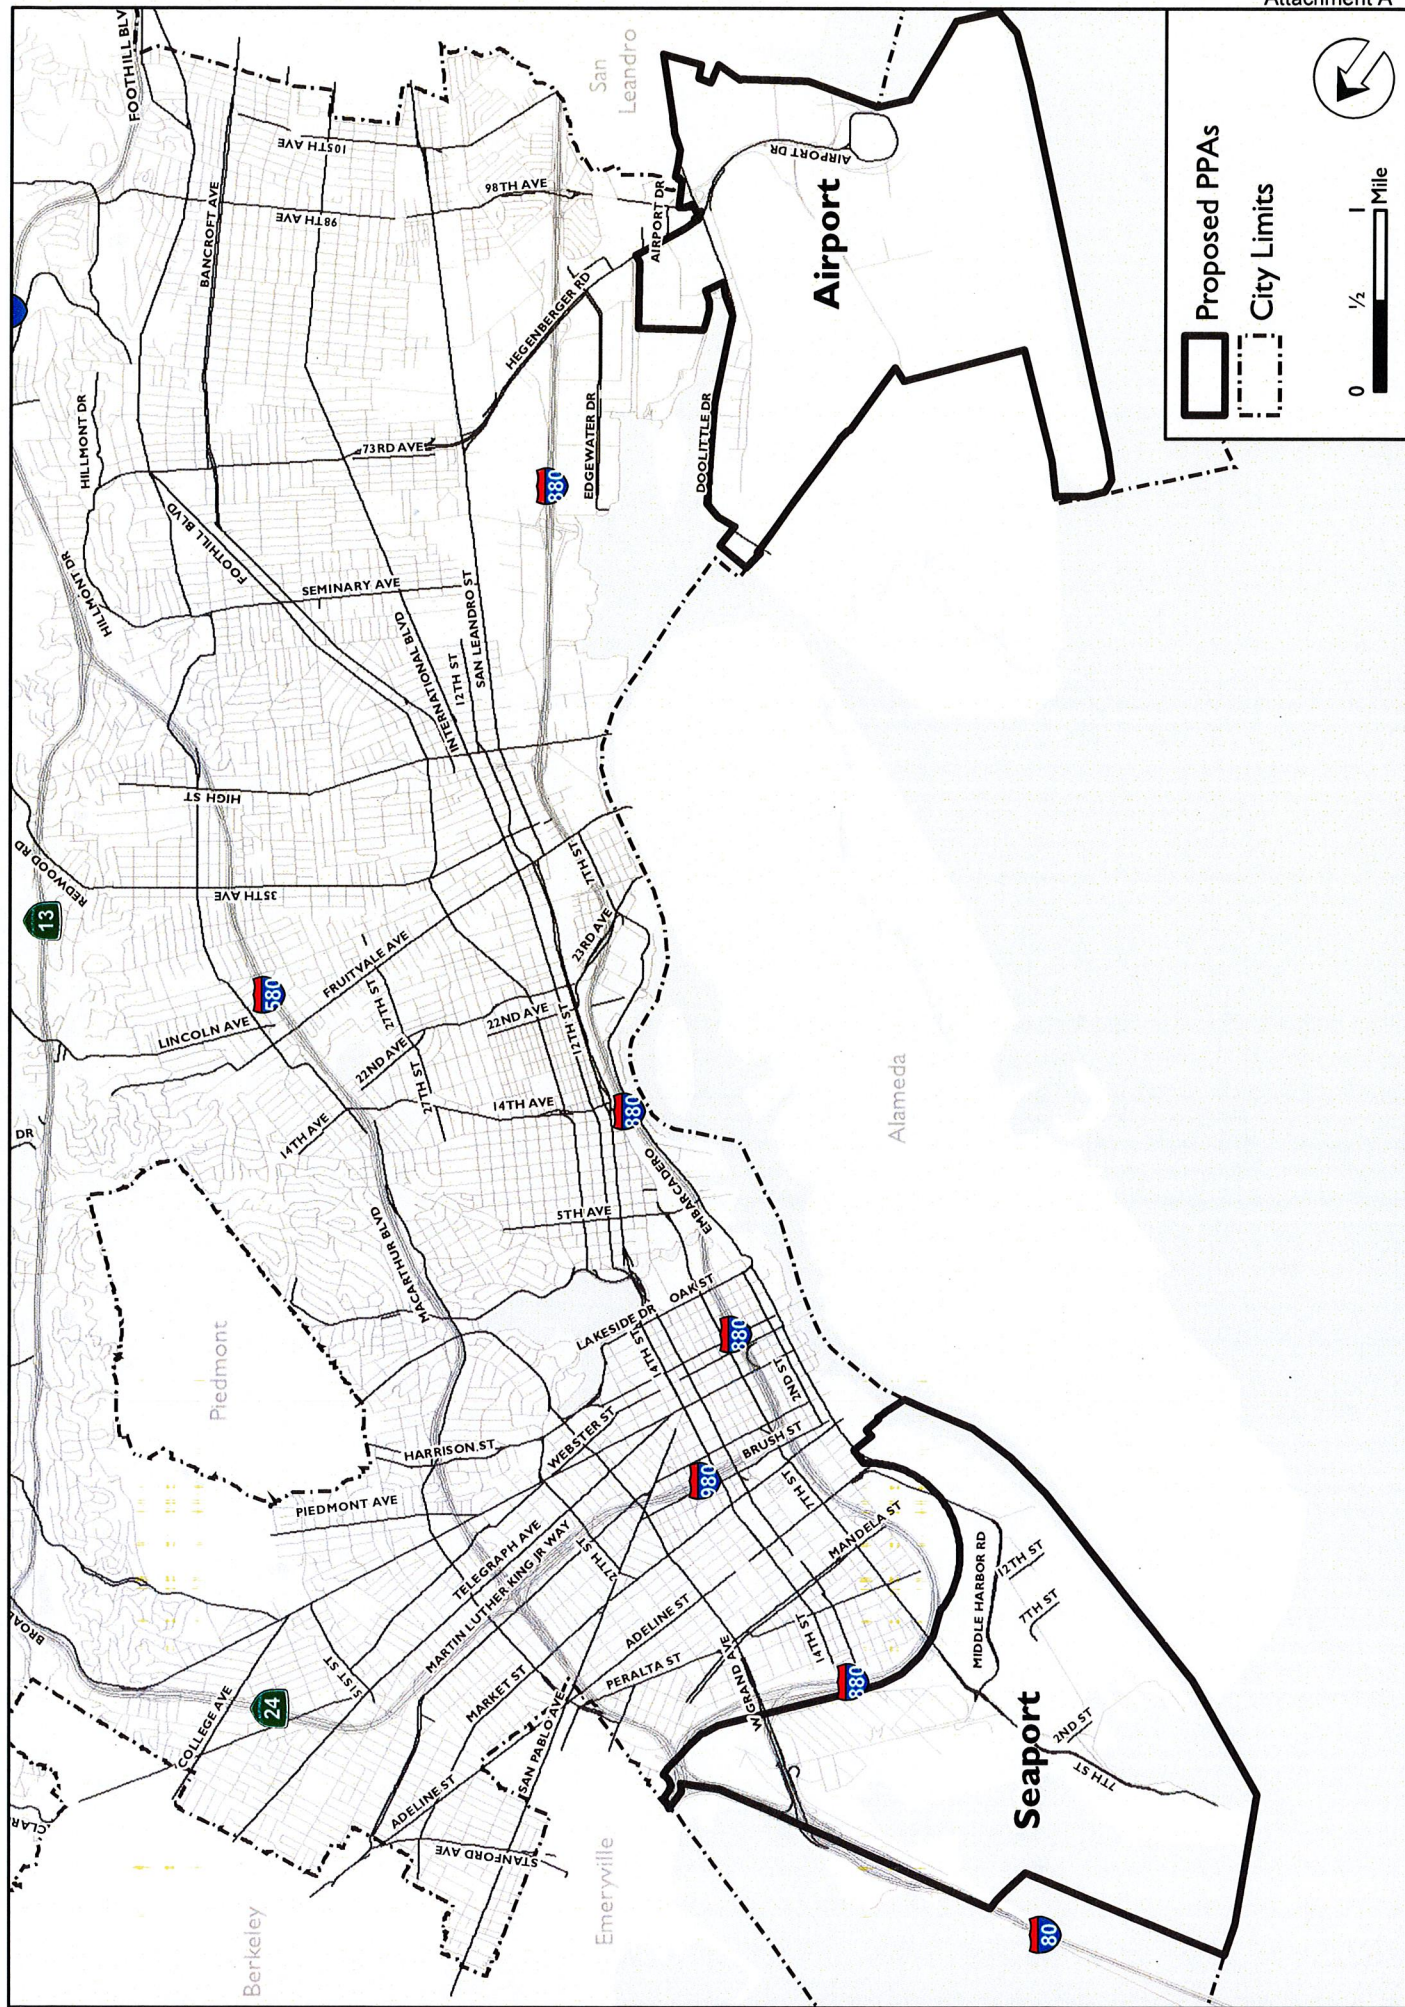 Attachment A
Proposed PPAs
City Limits
0
½
1
Mile
Airport
Seaport
San
Leandro
Alameda
Piedmont
Berkeley
Emeryville
FOOTHILL BLV
105TH AVE
98TH AVE
98TH AVE
BANCROFT AVE
AIRPORT DR
AIRPORT DR
HEGENBERGER RD
EDGEWATER DR
DOOLITTLE DR
73RD AVE
880
HILLMONT DR
HILLMONT DR
FOOTHILL BLVD
SEMINARY AVE
INTERNATIONAL BLVD
12TH ST
SAN LEANDRO ST
HIGH ST
REDWOOD RD
13
35TH AVE
7TH ST
23RD AVE
FRUITVALE AVE
580
27TH ST
LINCOLN AVE
22ND AVE
22ND AVE
12TH ST
27TH ST
14TH AVE
14TH AVE
880
DR
EMBARCADERO
5TH AVE
MACARTHUR BLVD
LAKESIDE DR
OAK ST
14TH ST
880
2ND ST
HARRISON ST
WEBSTER ST
BRUSH ST
980
7TH ST
PIEDMONT AVE
TELEGRAPH AVE
MARTIN LUTHER KING JR WAY
27TH ST
MANDELA ST
MIDDLE HARBOR RD
12TH ST
7TH ST
ADELINE ST
14TH ST
PERALTA ST
W GRAND AVE
880
2ND ST
7TH ST
BROAD
51ST ST
MARKET ST
SAN PABLO AVE
24
COLLEGE AVE
ADELINE ST
STANFORD AVE
CLAR
80